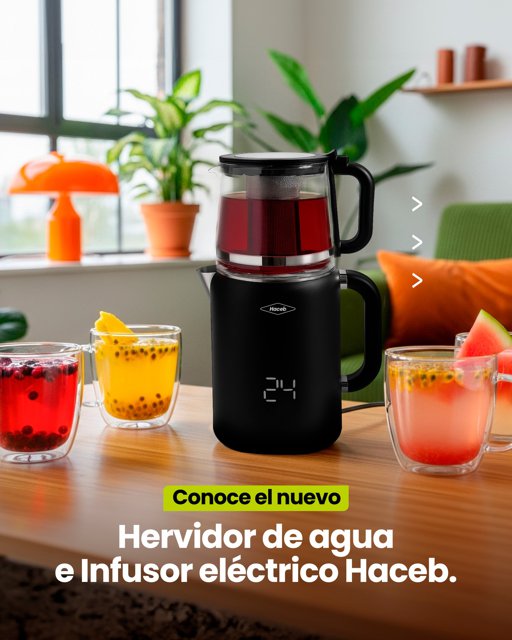 Haceb
24
Conoce el nuevo
Hervidor de agua
e Infusor eléctrico Haceb.